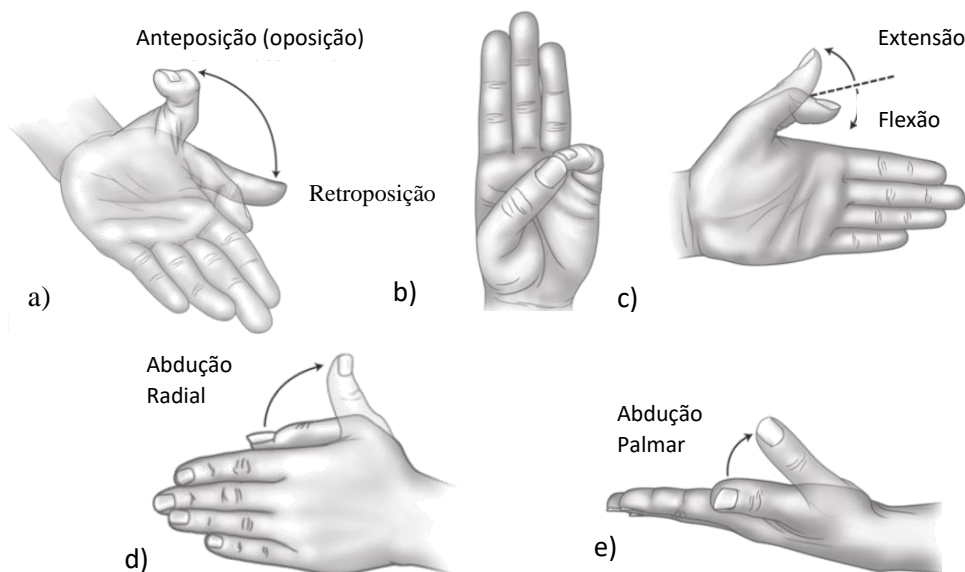 Anteposição (oposição)
Retroposição
a)
b)
Extensão
Flexão
c)
Abdução
Radial
d)
Abdução
Palmar
e)